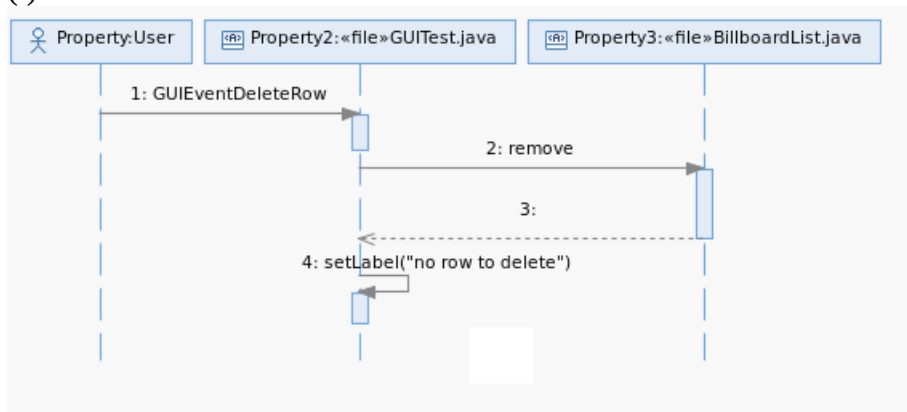 Property:User
Property2:«file»GUITest.java
Property3:«file»BillboardList.java
1: GUIEventDeleteRow
2: remove
3:
4: setLabel("no row to delete")